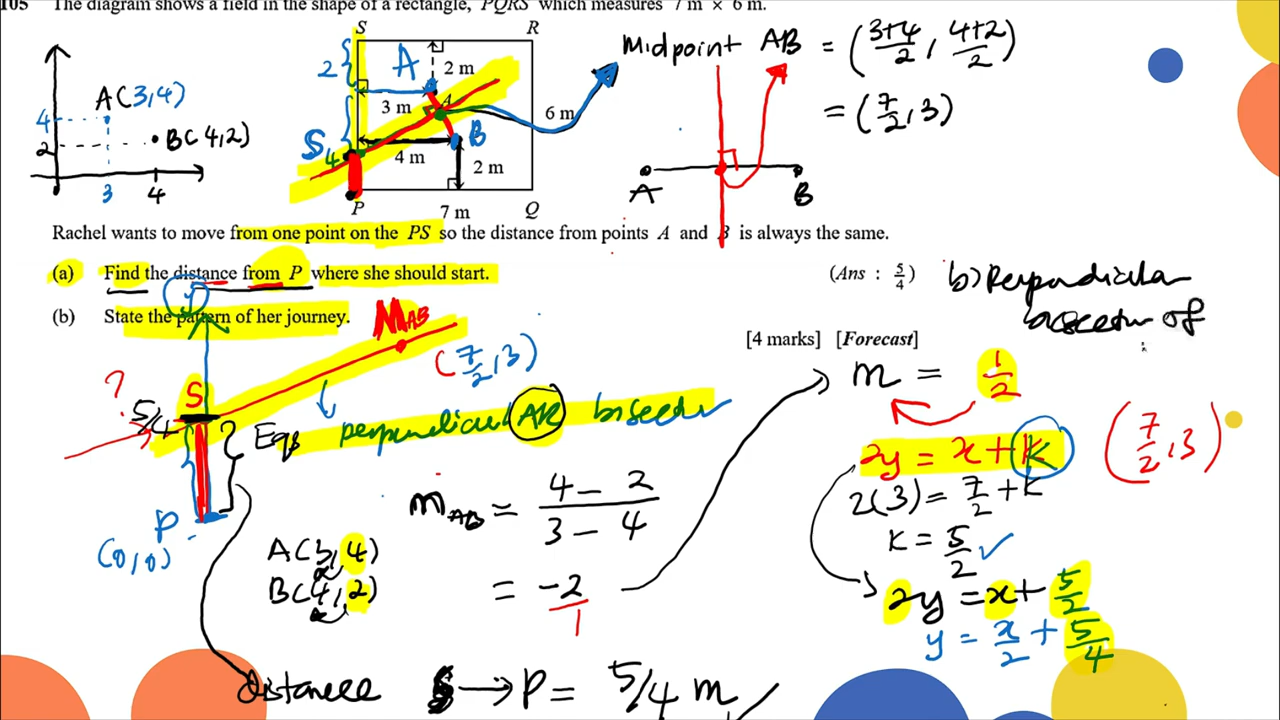 105 The diagram shows a field in the shape of a rectangle, PQRS which measures 7 m × 6 m.
S R
2 A 2 m
3 m A 6 m
S 4 B
4 m 2 m
P 7 m Q
A(3,4)
4
B(4,2)
2
3 4
Midpoint AB = (3+4/2, 4+2/2)
= (7/2, 3)
A B
Rachel wants to move from one point on the PS so the distance from points A and B is always the same.
(a) Find the distance from P where she should start. (Ans : 5/4)
(b) State the pattern of her journey.
[4 marks] [Forecast]
b) Perpendicular
bisector of
y
M AB
(7/2, 3)
?
S
5/4
Eqs perpendicular AB bisector
P
(0,0)
m AB = 4 - 2 / 3 - 4
= -2/1
A(3,4)
B(4,2)
m = 1/2
2y = x + k (7/2, 3)
2(3) = 7/2 + k
k = 5/2 ✓
2y = x + 5/2
y = x/2 + 5/4
distance S → P = 5/4 m